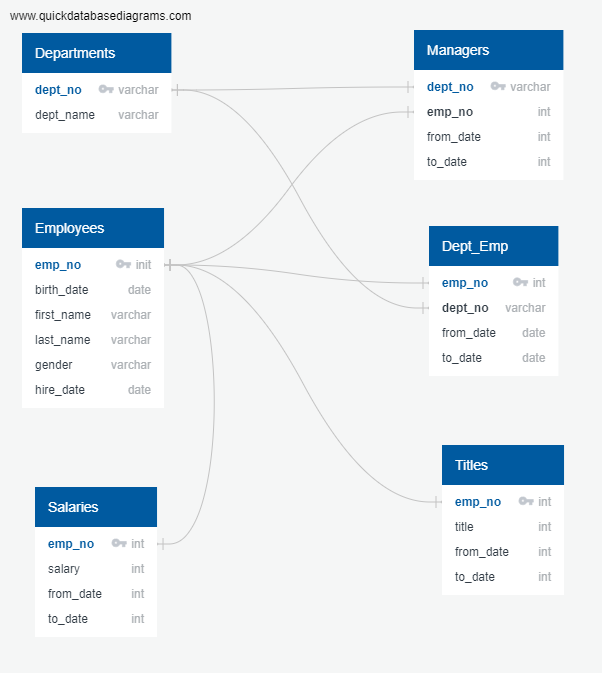 www.quickdatabasediagrams.com
Departments
dept_no varchar
dept_name varchar
Managers
dept_no varchar
emp_no int
from_date int
to_date int
Employees
emp_no init
birth_date date
first_name varchar
last_name varchar
gender varchar
hire_date date
Dept_Emp
emp_no int
dept_no varchar
from_date date
to_date date
Salaries
emp_no int
salary int
from_date int
to_date int
Titles
emp_no int
title int
from_date int
to_date int